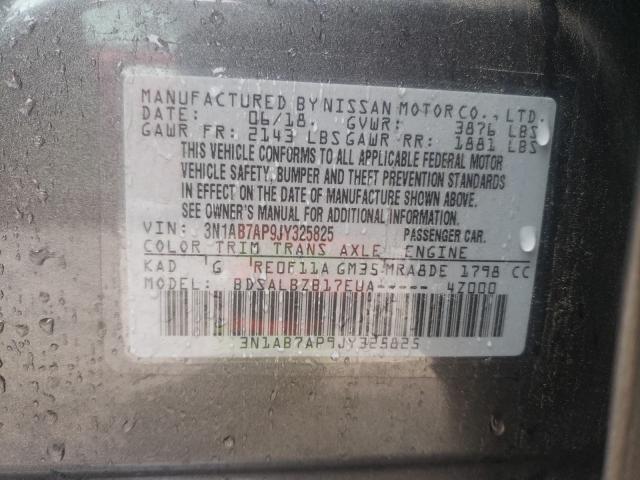 MANUFACTURED BY NISSAN MOTOR CO., LTD.
DATE: 06/18 GVWR: 3876 LBS
GAWR FR: 2143 LBS GAWR RR: 1881 LBS
THIS VEHICLE CONFORMS TO ALL APPLICABLE FEDERAL MOTOR
VEHICLE SAFETY, BUMPER AND THEFT PREVENTION STANDARDS
IN EFFECT ON THE DATE OF MANUFACTURE SHOWN ABOVE.
SEE OWNER'S MANUAL FOR ADDITIONAL INFORMATION.
VIN: 3N1AB7AP9JY325825 PASSENGER CAR.
COLOR TRIM TRANS AXLE ENGINE
KAD G RE0F11A GM35 MRA8DE 1798 CC
MODEL: BDSALBZB17EUA----- 4Z000
3N1AB7AP9JY325825